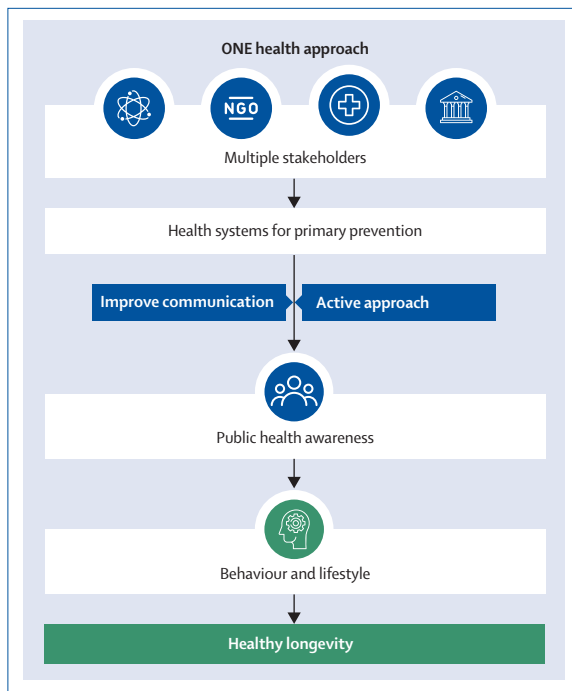 ONE health approach
NGO
Multiple stakeholders
Health systems for primary prevention
Improve communication
Active approach
Public health awareness
Behaviour and lifestyle
Healthy longevity